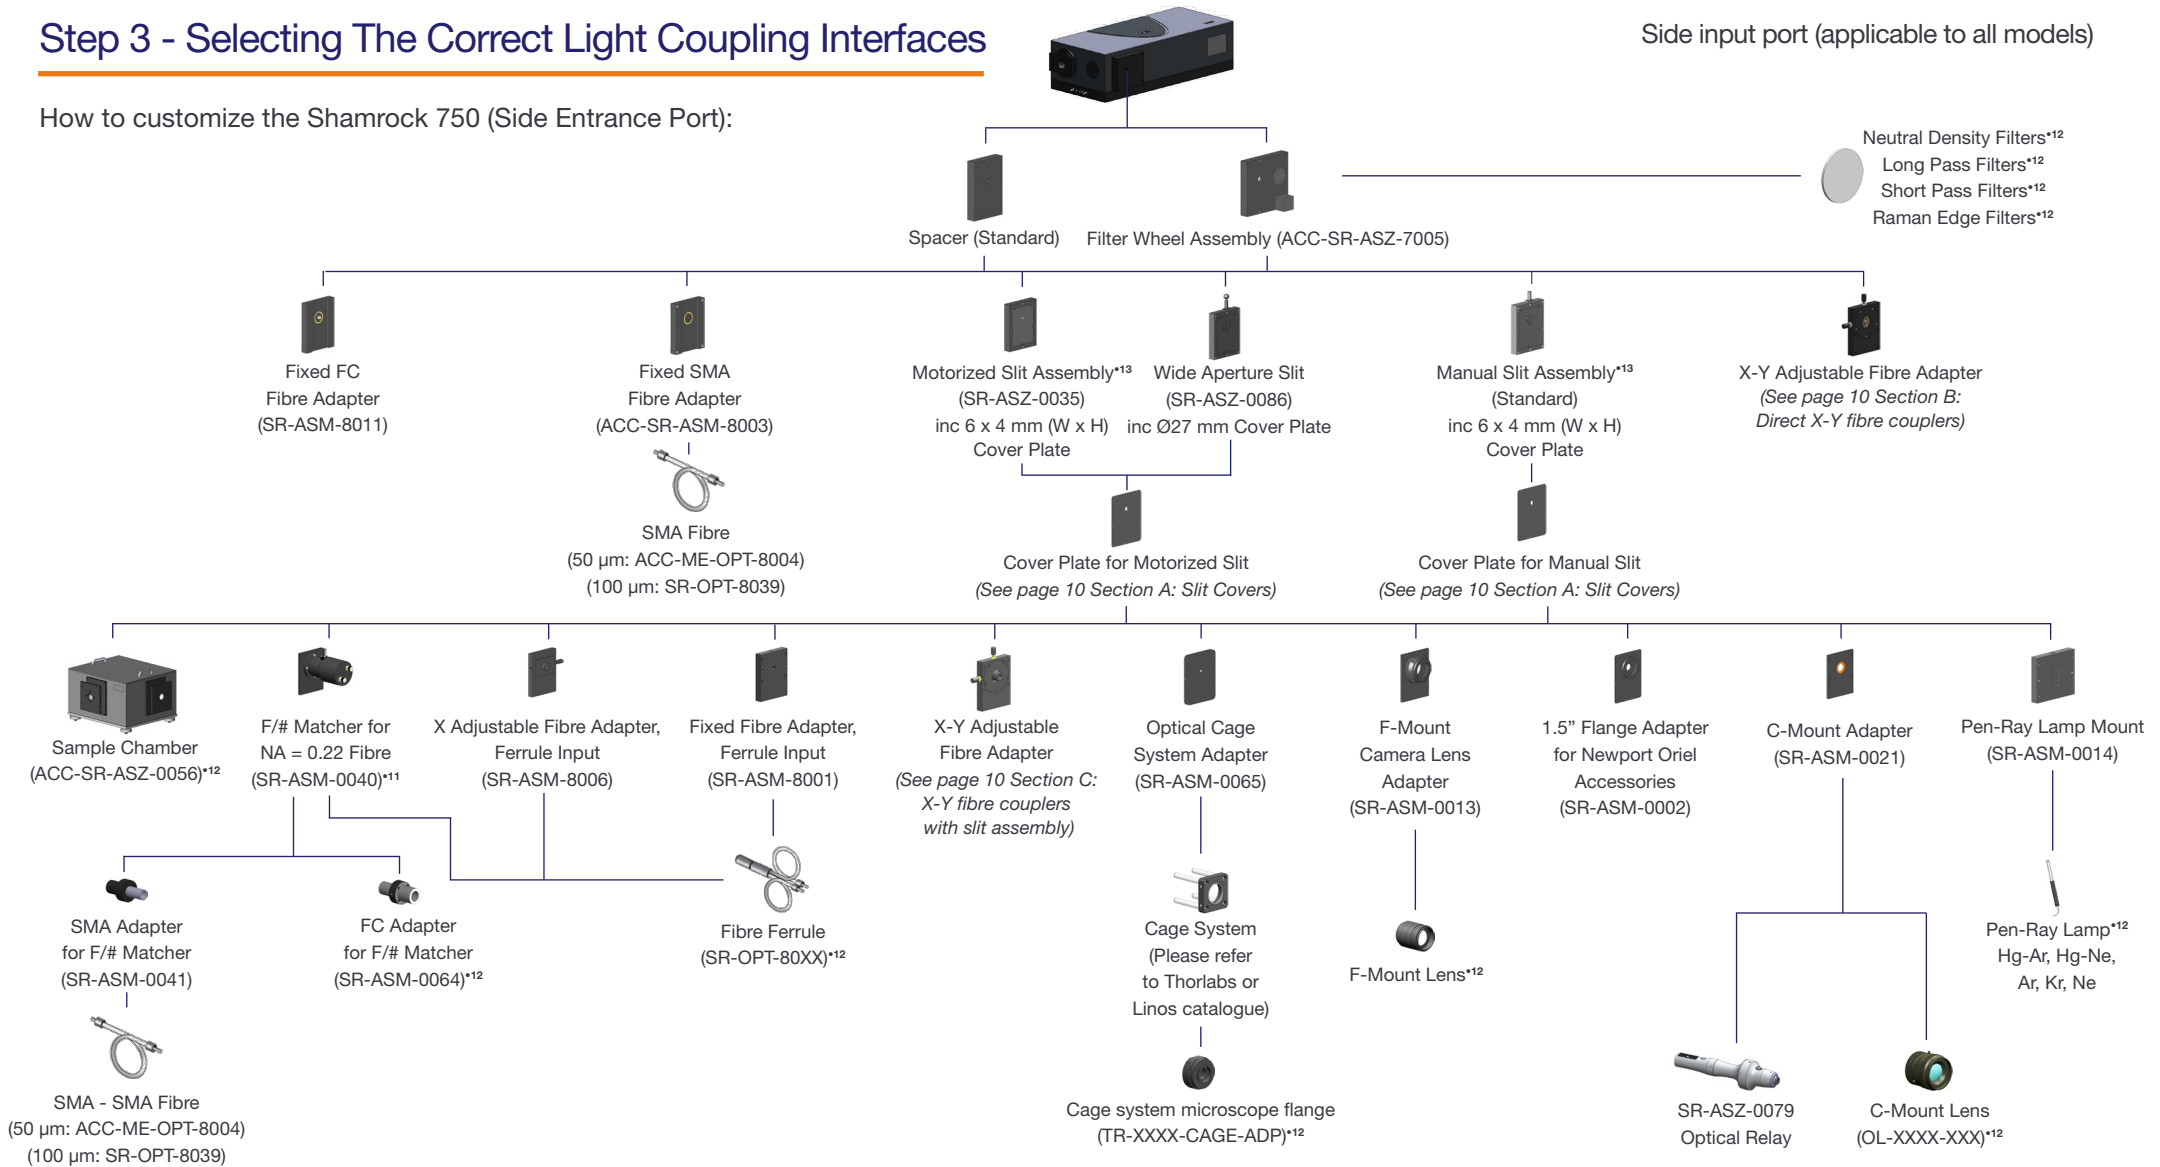 Step 3 - Selecting The Correct Light Coupling Interfaces
Side input port (applicable to all models)
How to customize the Shamrock 750 (Side Entrance Port):
Neutral Density Filters•12
Long Pass Filters•12
Short Pass Filters•12
Raman Edge Filters•12
Spacer (Standard)
Filter Wheel Assembly (ACC-SR-ASZ-7005)
Fixed FC
Fibre Adapter
(SR-ASM-8011)
Fixed SMA
Fibre Adapter
(ACC-SR-ASM-8003)
SMA Fibre
(50 µm: ACC-ME-OPT-8004)
(100 µm: SR-OPT-8039)
Motorized Slit Assembly•13
(SR-ASZ-0035)
inc 6 x 4 mm (W x H)
Cover Plate
Wide Aperture Slit
(SR-ASZ-0086)
inc Ø27 mm Cover Plate
Manual Slit Assembly•13
(Standard)
inc 6 x 4 mm (W x H)
Cover Plate
X-Y Adjustable Fibre Adapter
(See page 10 Section B:
Direct X-Y fibre couplers)
Cover Plate for Motorized Slit
(See page 10 Section A: Slit Covers)
Cover Plate for Manual Slit
(See page 10 Section A: Slit Covers)
Sample Chamber
(ACC-SR-ASZ-0056)•12
F/# Matcher for
NA = 0.22 Fibre
(SR-ASM-0040)•11
X Adjustable Fibre Adapter,
Ferrule Input
(SR-ASM-8006)
Fixed Fibre Adapter,
Ferrule Input
(SR-ASM-8001)
X-Y Adjustable
Fibre Adapter
(See page 10 Section C:
X-Y fibre couplers
with slit assembly)
Optical Cage
System Adapter
(SR-ASM-0065)
F-Mount
Camera Lens
Adapter
(SR-ASM-0013)
1.5” Flange Adapter
for Newport Oriel
Accessories
(SR-ASM-0002)
C-Mount Adapter
(SR-ASM-0021)
Pen-Ray Lamp Mount
(SR-ASM-0014)
SMA Adapter
for F/# Matcher
(SR-ASM-0041)
FC Adapter
for F/# Matcher
(SR-ASM-0064)•12
Fibre Ferrule
(SR-OPT-80XX)•12
Cage System
(Please refer
to Thorlabs or
Linos catalogue)
F-Mount Lens•12
Pen-Ray Lamp•12
Hg-Ar, Hg-Ne,
Ar, Kr, Ne
SMA - SMA Fibre
(50 µm: ACC-ME-OPT-8004)
(100 µm: SR-OPT-8039)
Cage system microscope flange
(TR-XXXX-CAGE-ADP)•12
SR-ASZ-0079
Optical Relay
C-Mount Lens
(OL-XXXX-XXX)•12